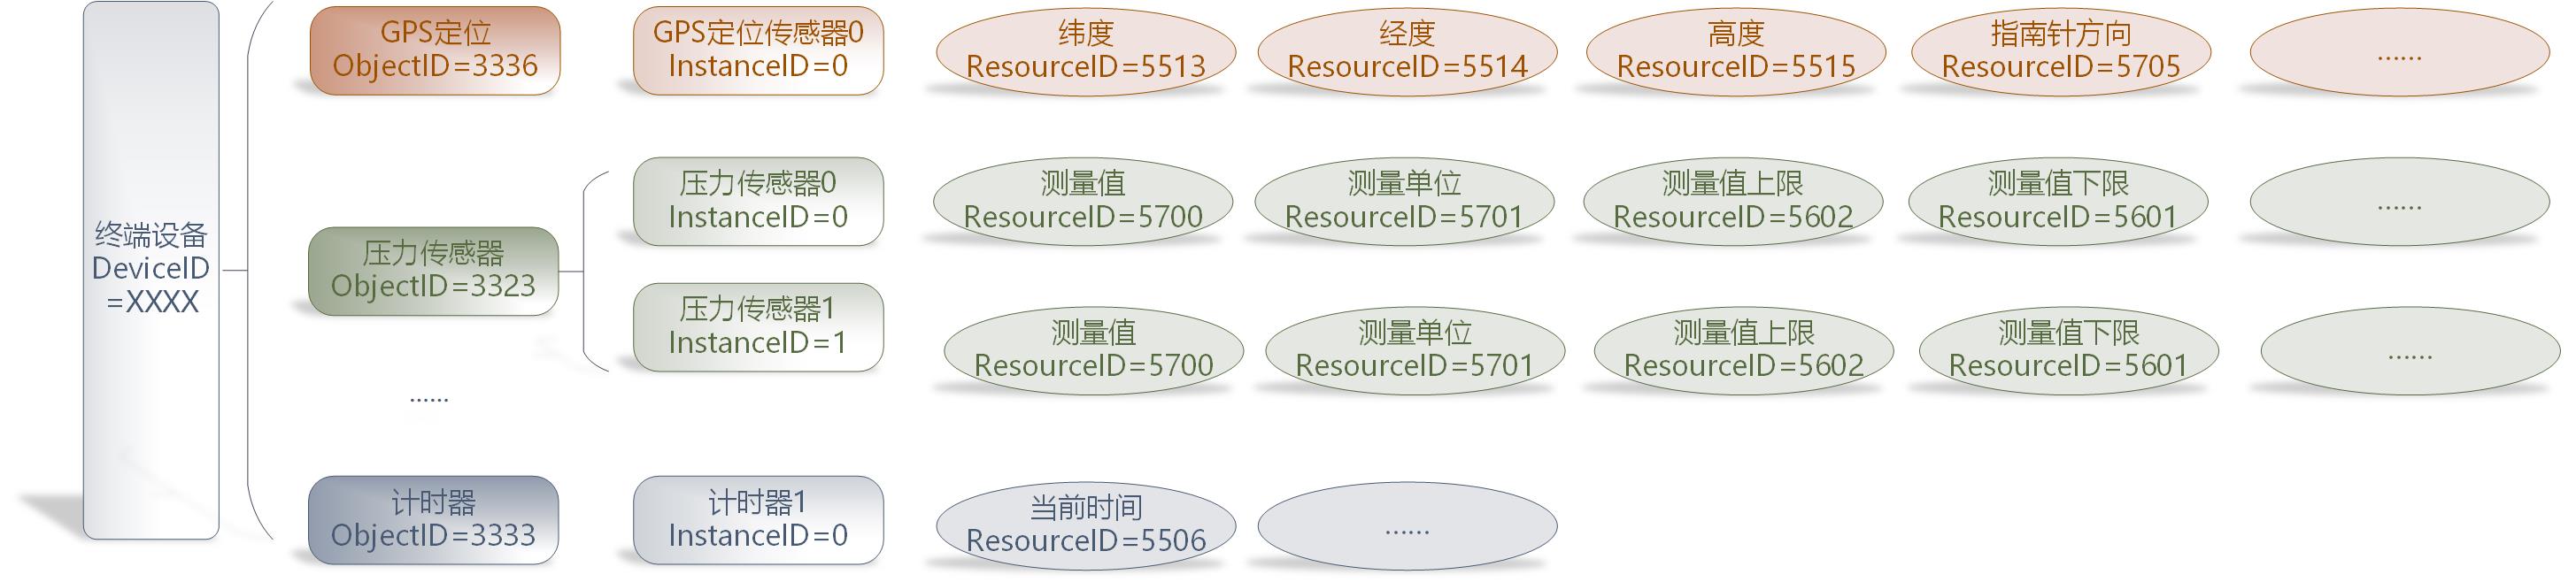 终端设备
DeviceID
=XXXX
GPS定位
ObjectID=3336
GPS定位传感器0
InstanceID=0
纬度
ResourceID=5513
经度
ResourceID=5514
高度
ResourceID=5515
指南针方向
ResourceID=5705
……
压力传感器
ObjectID=3323
压力传感器0
InstanceID=0
测量值
ResourceID=5700
测量单位
ResourceID=5701
测量值上限
ResourceID=5602
测量值下限
ResourceID=5601
……
压力传感器1
InstanceID=1
测量值
ResourceID=5700
测量单位
ResourceID=5701
测量值上限
ResourceID=5602
测量值下限
ResourceID=5601
……
……
计时器
ObjectID=3333
计时器1
InstanceID=0
当前时间
ResourceID=5506
……